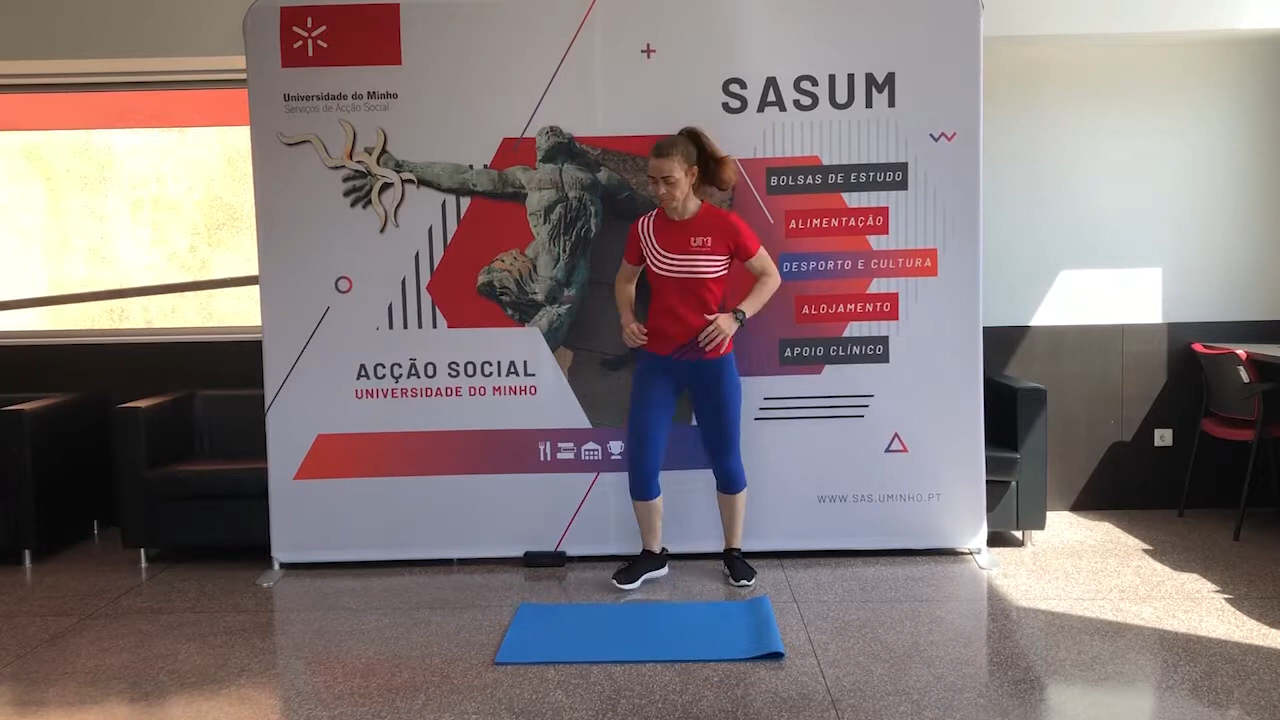 Universidade do Minho
Serviços de Acção Social
SASUM
BOLSAS DE ESTUDO
ALIMENTAÇÃO
DESPORTO E CULTURA
ALOJAMENTO
APOIO CLÍNICO
ACÇÃO SOCIAL
UNIVERSIDADE DO MINHO
WWW.SAS.UMINHO.PT
UM